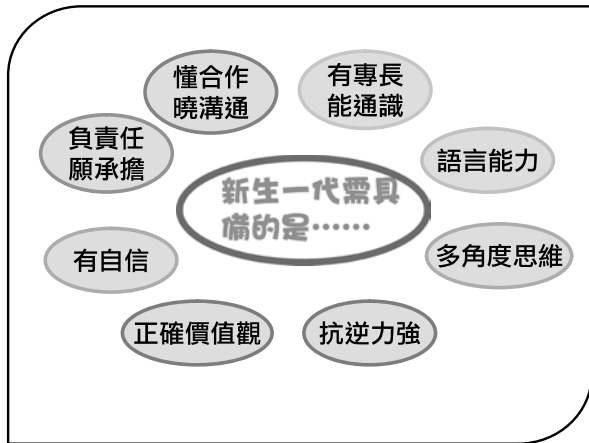 懂合作
曉溝通
有專長
能通識
負責任
願承擔
語言能力
新生一代需具
備的是……
有自信
多角度思維
正確價值觀
抗逆力強